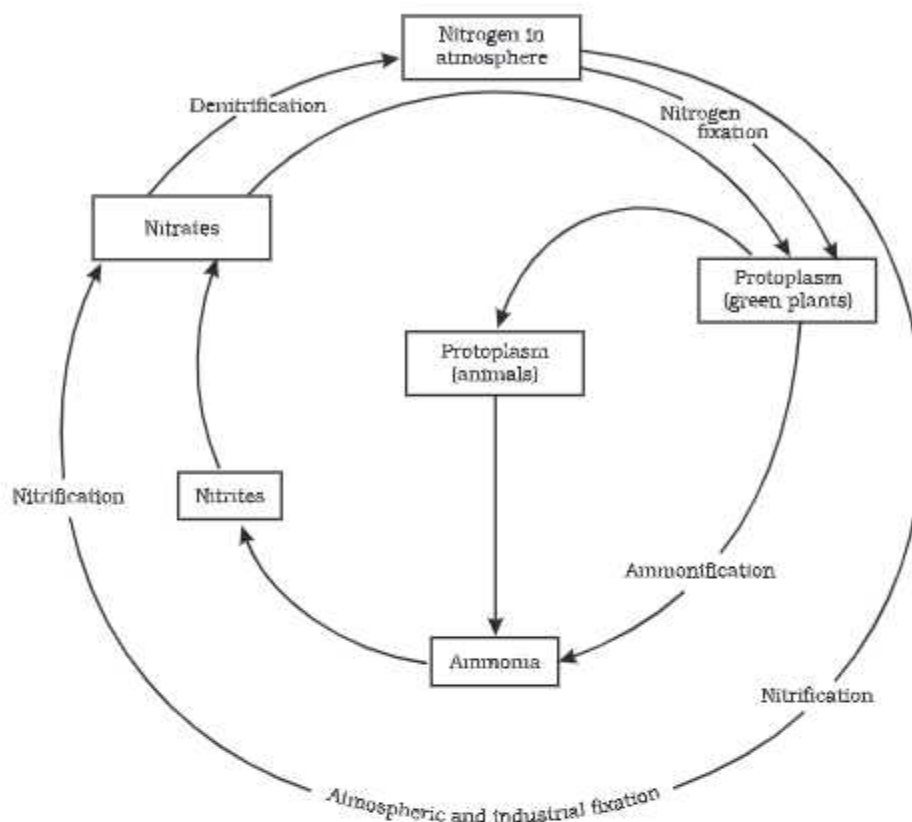 Nitrogen in
atmosphere
Denitrification
Nitrogen
fixation
Nitrates
Protoplasm
(green plants)
Protoplasm
(animals)
Nitrification
Nitrites
Ammonification
Ammonia
Nitrification
Atmospheric and industrial fixation